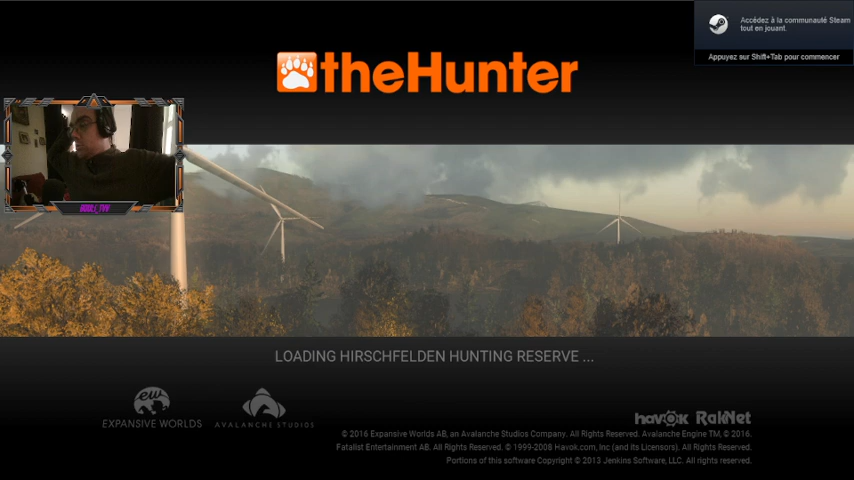 Accédez à la communauté Steam
tout en jouant.
Appuyez sur Shift+Tab pour commencer
theHunter
LOADING HIRSCHFELDEN HUNTING RESERVE ...
ew
EXPANSIVE WORLDS
AVALANCHE STUDIOS
havok
RakNet
© 2016 Expansive Worlds AB, an Avalanche Studios Company. All Rights Reserved. Avalanche Engine TM, © 2016.
Fatalist Entertainment AB. All Rights Reserved. © 1999-2008 Havok.com, Inc (and its Licensors). All Rights Reserved.
Portions of this software Copyright © 2013 Jenkins Software, LLC. All rights reserved.